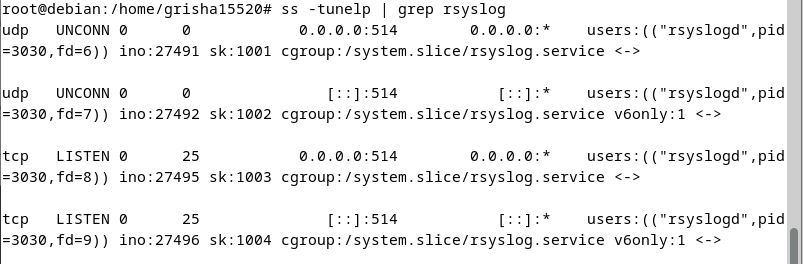 root@debian:/home/grisha15520# ss -tunelp | grep rsyslog
udp   UNCONN 0      0            0.0.0.0:514        0.0.0.0:*    users:(("rsyslogd",pid
=3030,fd=6)) ino:27491 sk:1001 cgroup:/system.slice/rsyslog.service <->
udp   UNCONN 0      0               [::]:514           [::]:*    users:(("rsyslogd",pid
=3030,fd=7)) ino:27492 sk:1002 cgroup:/system.slice/rsyslog.service v6only:1 <->
tcp   LISTEN 0      25           0.0.0.0:514        0.0.0.0:*    users:(("rsyslogd",pid
=3030,fd=8)) ino:27495 sk:1003 cgroup:/system.slice/rsyslog.service <->
tcp   LISTEN 0      25              [::]:514           [::]:*    users:(("rsyslogd",pid
=3030,fd=9)) ino:27496 sk:1004 cgroup:/system.slice/rsyslog.service v6only:1 <->